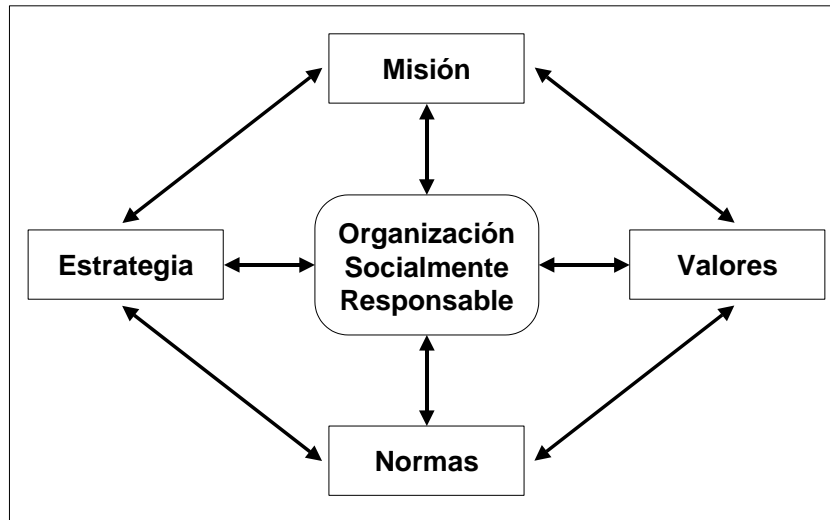 Misión
Estrategia
Organización
Socialmente
Responsable
Valores
Normas